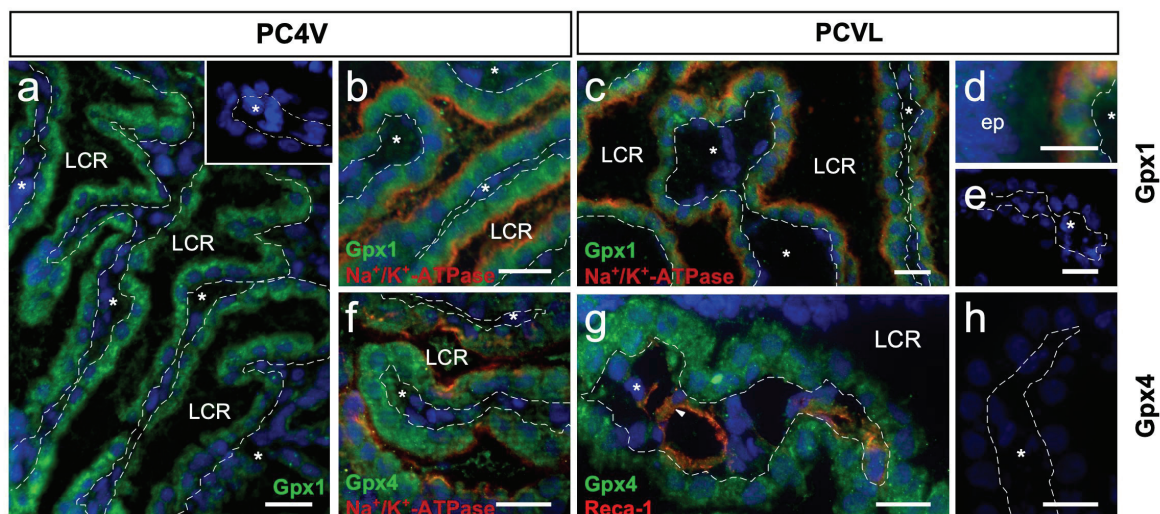 PC4V
PCVL
a
*
*
LCR
LCR
*
*
LCR
*
Gpx1
b
*
*
*
LCR
Gpx1
Na⁺/K⁺-ATPase
c
*
*
LCR
LCR
*
Gpx1
Na⁺/K⁺-ATPase
d
ep
*
e
*
Gpx1
f
*
LCR
*
Gpx4
Na⁺/K⁺-ATPase
g
LCR
*
Gpx4
Reca-1
h
*
Gpx4